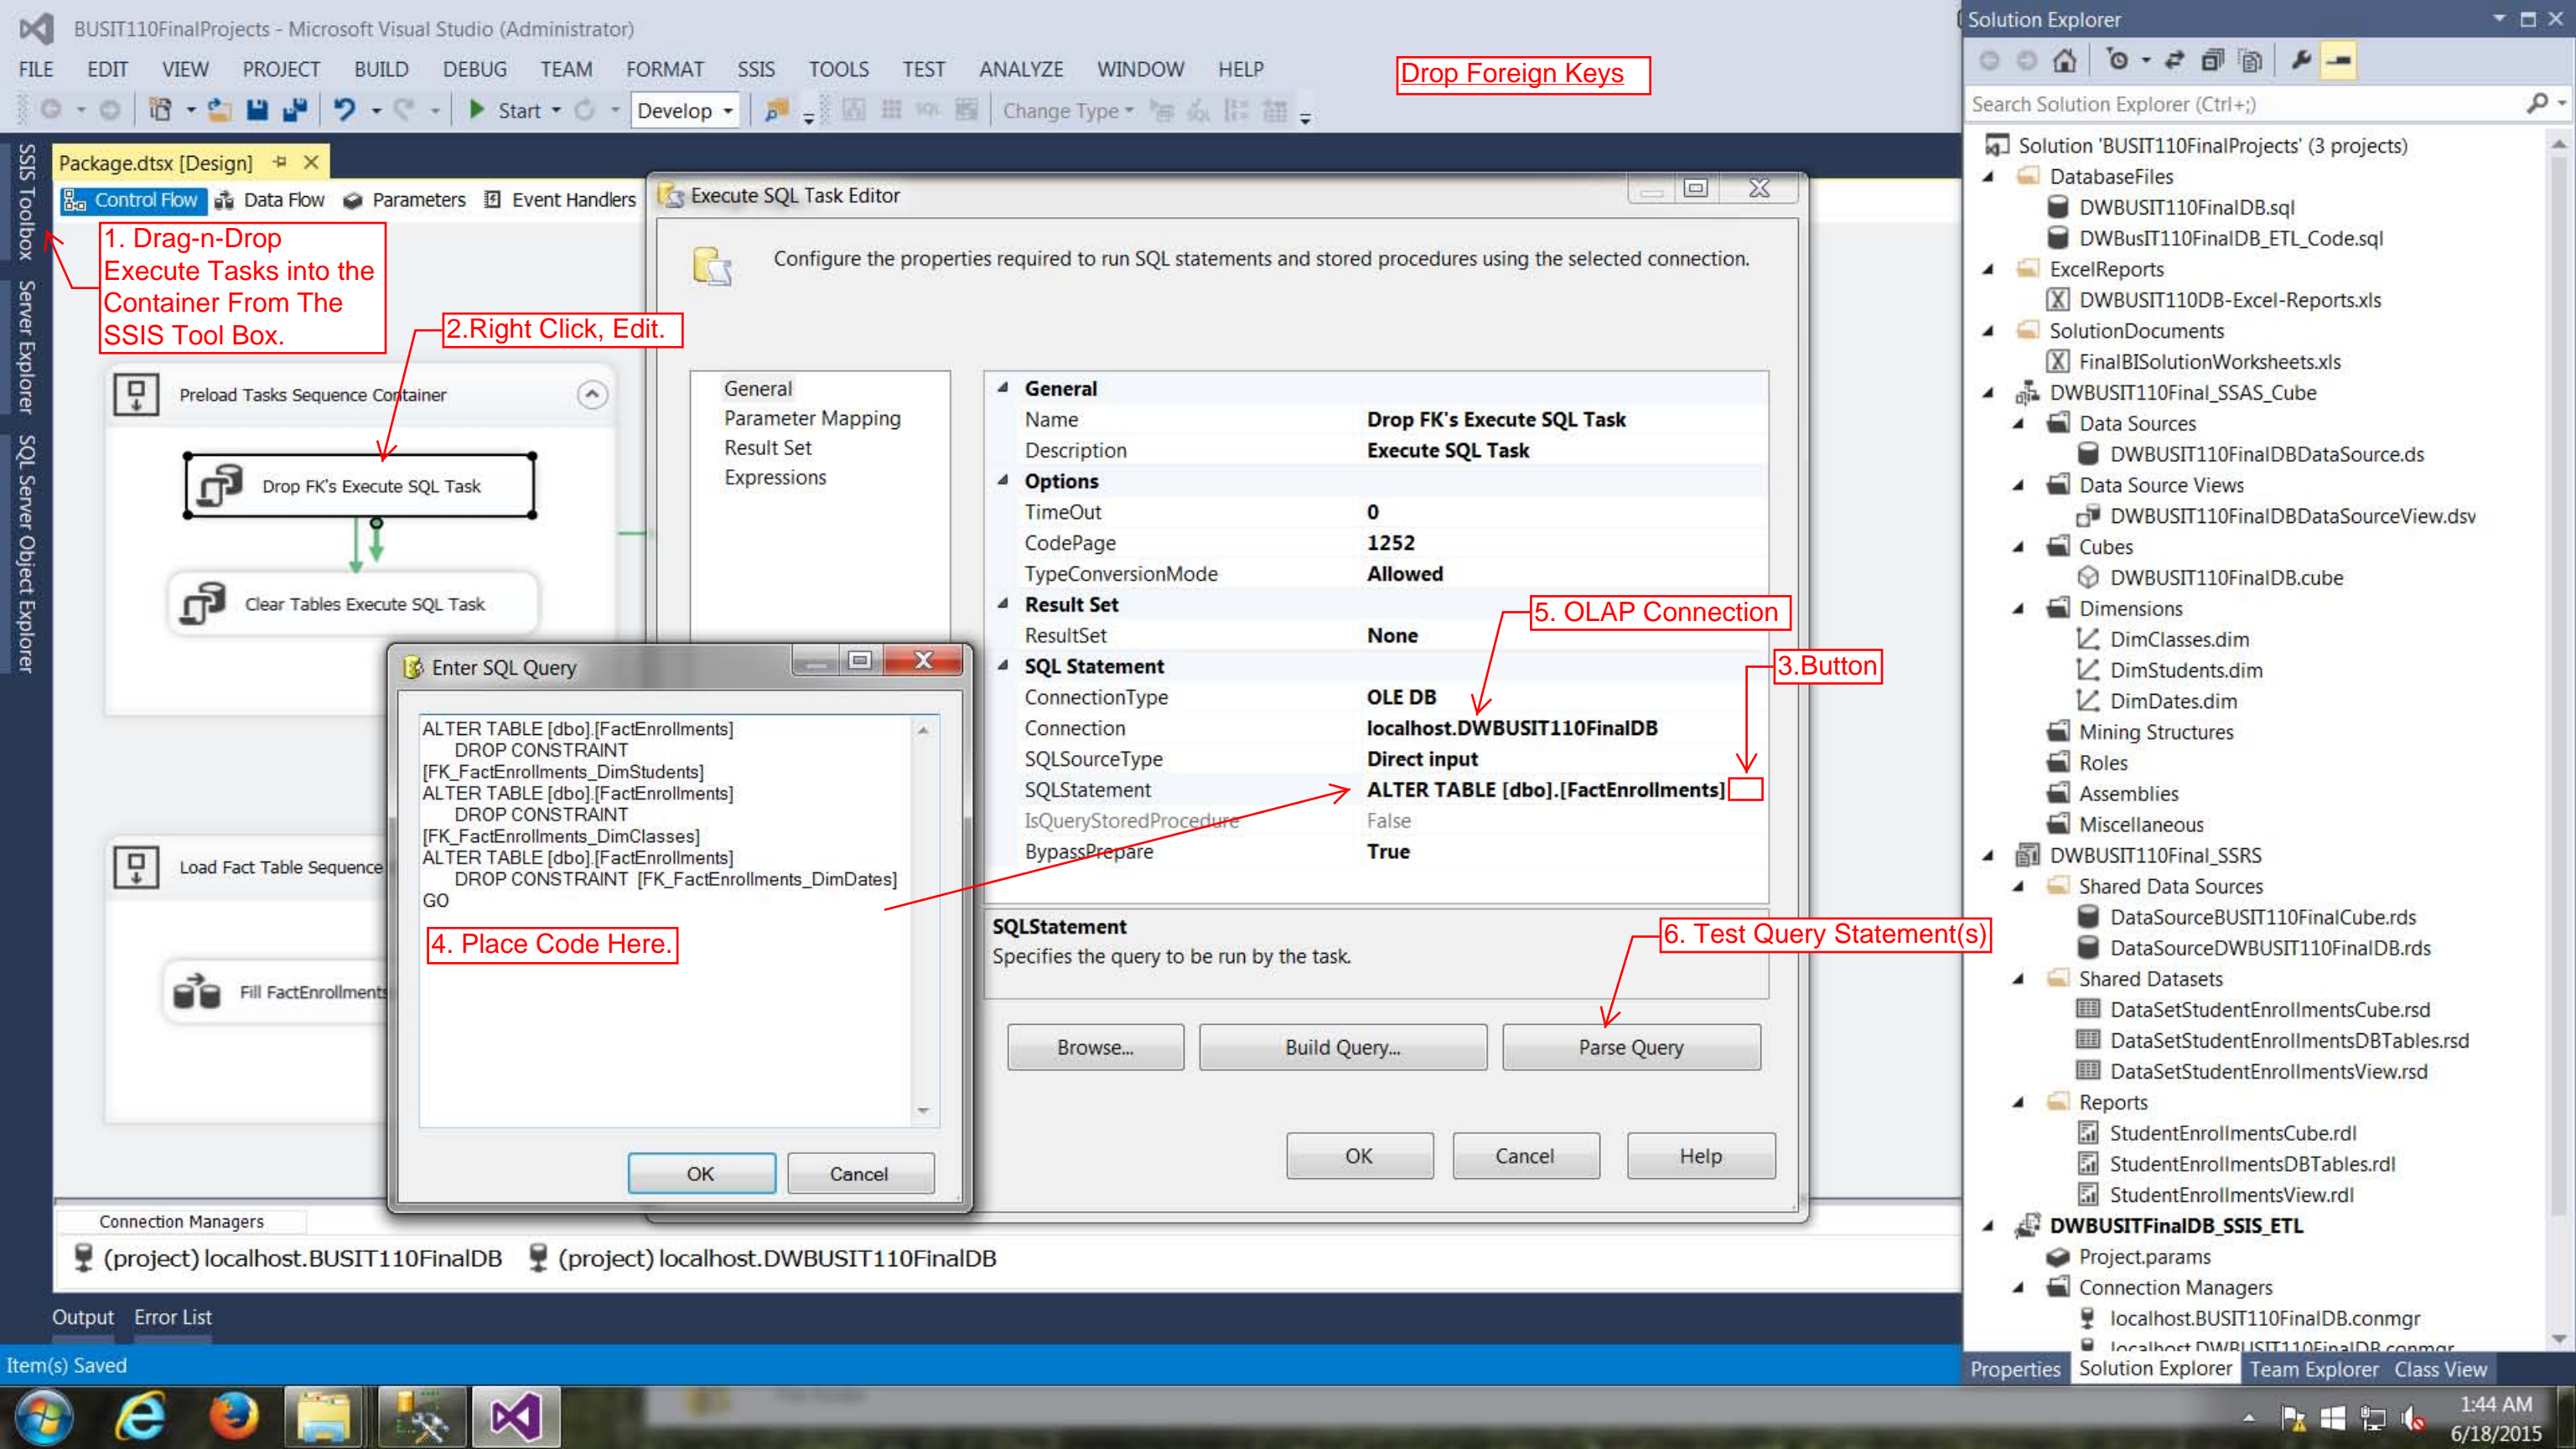 BUSIT110FinalProjects - Microsoft Visual Studio (Administrator)
FILE EDIT VIEW PROJECT BUILD DEBUG TEAM FORMAT SSIS TOOLS TEST ANALYZE WINDOW HELP
Drop Foreign Keys
Start Develop Change Type
SSIS Toolbox
Server Explorer
SQL Server Object Explorer
Package.dtsx [Design]
Control Flow Data Flow Parameters Event Handlers
1. Drag-n-Drop
Execute Tasks into the
Container From The
SSIS Tool Box.
2.Right Click, Edit.
Preload Tasks Sequence Container
Drop FK's Execute SQL Task
Clear Tables Execute SQL Task
Load Fact Table Sequence
Fill FactEnrollments
Execute SQL Task Editor
Configure the properties required to run SQL statements and stored procedures using the selected connection.
General
Parameter Mapping
Result Set
Expressions
General
Name Drop FK's Execute SQL Task
Description Execute SQL Task
Options
TimeOut 0
CodePage 1252
TypeConversionMode Allowed
Result Set
5. OLAP Connection
ResultSet None
SQL Statement
3.Button
ConnectionType OLE DB
Connection localhost.DWBUSIT110FinalDB
SQLSourceType Direct input
SQLStatement ALTER TABLE [dbo].[FactEnrollments]
IsQueryStoredProcedure False
BypassPrepare True
SQLStatement
Specifies the query to be run by the task.
6. Test Query Statement(s)
Browse... Build Query... Parse Query
OK Cancel Help
Enter SQL Query
ALTER TABLE [dbo].[FactEnrollments]
DROP CONSTRAINT
[FK_FactEnrollments_DimStudents]
ALTER TABLE [dbo].[FactEnrollments]
DROP CONSTRAINT
[FK_FactEnrollments_DimClasses]
ALTER TABLE [dbo].[FactEnrollments]
DROP CONSTRAINT [FK_FactEnrollments_DimDates]
GO
4. Place Code Here.
OK Cancel
Connection Managers
(project) localhost.BUSIT110FinalDB (project) localhost.DWBUSIT110FinalDB
Output Error List
Item(s) Saved
Solution Explorer
Search Solution Explorer (Ctrl+;)
Solution 'BUSIT110FinalProjects' (3 projects)
DatabaseFiles
DWBUSIT110FinalDB.sql
DWBusIT110FinalDB_ETL_Code.sql
ExcelReports
DWBUSIT110DB-Excel-Reports.xls
SolutionDocuments
FinalBISolutionWorksheets.xls
DWBUSIT110Final_SSAS_Cube
Data Sources
DWBUSIT110FinalDBDataSource.ds
Data Source Views
DWBUSIT110FinalDBDataSourceView.dsv
Cubes
DWBUSIT110FinalDB.cube
Dimensions
DimClasses.dim
DimStudents.dim
DimDates.dim
Mining Structures
Roles
Assemblies
Miscellaneous
DWBUSIT110Final_SSRS
Shared Data Sources
DataSourceBUSIT110FinalCube.rds
DataSourceDWBUSIT110FinalDB.rds
Shared Datasets
DataSetStudentEnrollmentsCube.rsd
DataSetStudentEnrollmentsDBTables.rsd
DataSetStudentEnrollmentsView.rsd
Reports
StudentEnrollmentsCube.rdl
StudentEnrollmentsDBTables.rdl
StudentEnrollmentsView.rdl
DWBUSITFinalDB_SSIS_ETL
Project.params
Connection Managers
localhost.BUSIT110FinalDB.conmgr
localhost.DWBUSIT110FinalDB.conmgr
Properties Solution Explorer Team Explorer Class View
1:44 AM
6/18/2015